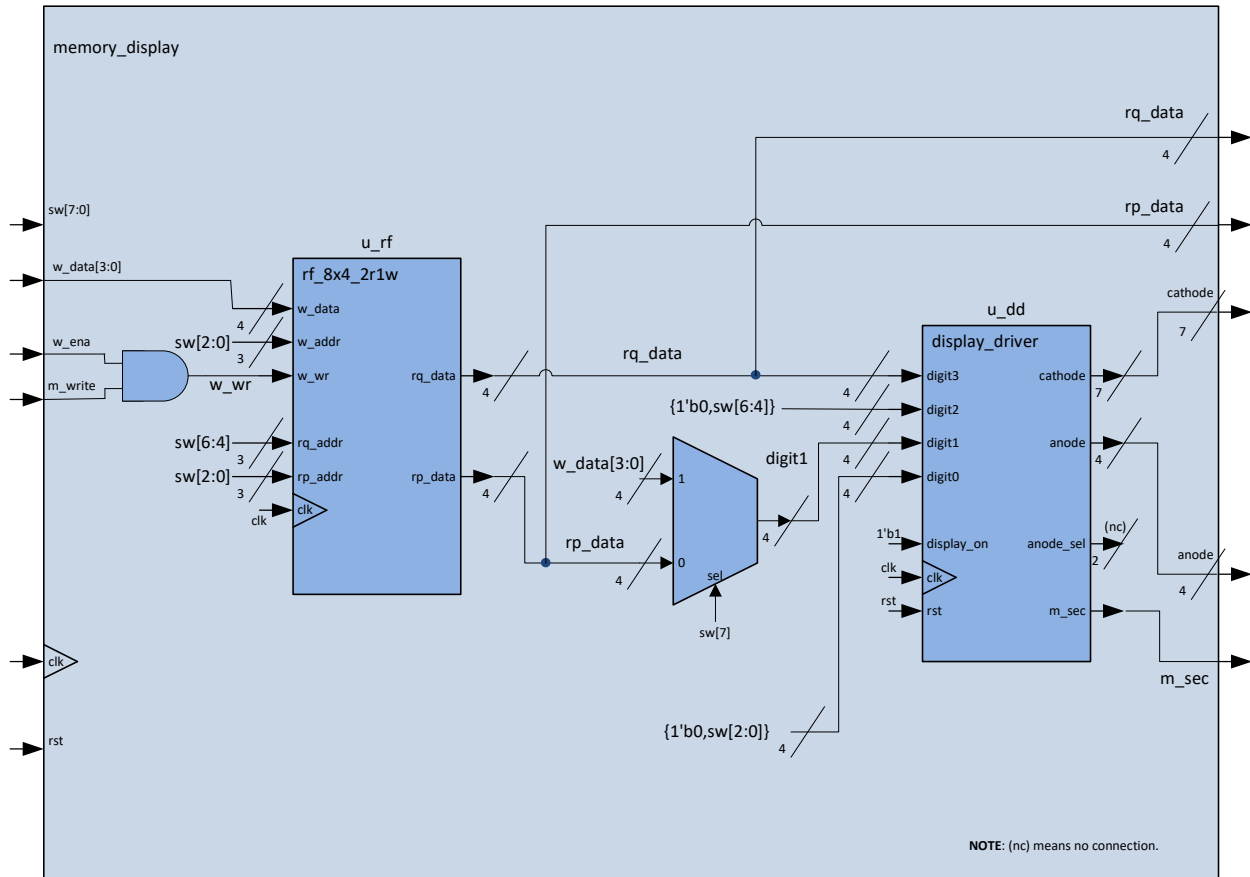 memory_display
rq_data
4
rp_data
4
sw[7:0]
u_rf
w_data[3:0]
rf_8x4_2r1w
cathode
7
w_data
4
u_dd
sw[2:0]
w_addr
3
display_driver
w_ena
m_write
w_wr
w_wr
rq_data
4
rq_data
4
digit3
cathode
7
{1'b0,sw[6:4]}
4
digit2
sw[6:4]
rq_addr
3
digit1
4
digit1
anode
4
sw[2:0]
rp_addr
3
rp_data
4
w_data[3:0]
4
1
digit0
4
clk
clk
4
1'b1
display_on
anode_sel
(nc)
2
rp_data
4
0
sel
clk
clk
anode
4
rst
rst
m_sec
sw[7]
clk
m_sec
{1'b0,sw[2:0]}
4
rst
NOTE: (nc) means no connection.